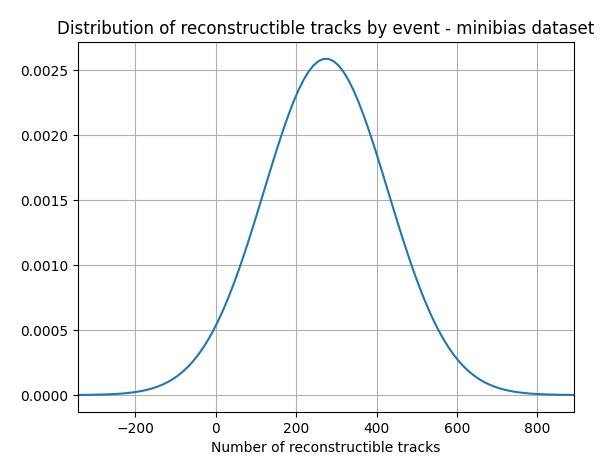 Distribution of reconstructible tracks by event - minibias dataset
0.0025
0.0020
0.0015
0.0010
0.0005
0.0000
−200 0 200 400 600 800
Number of reconstructible tracks